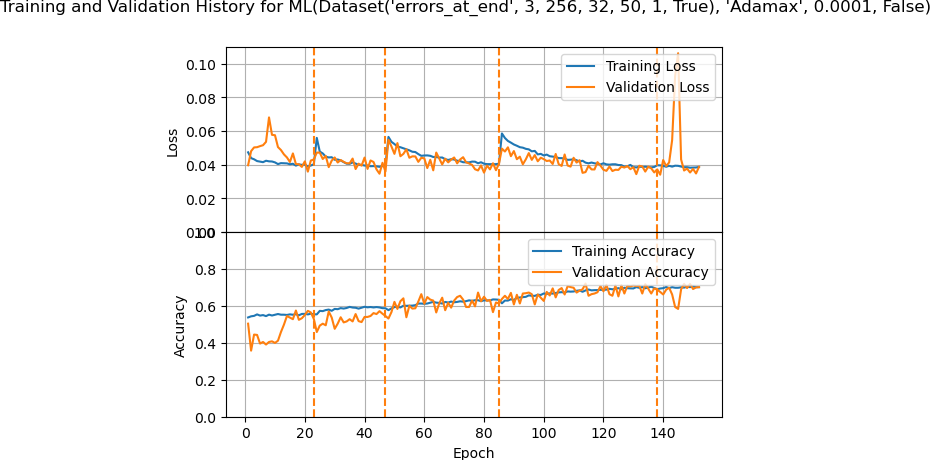 Training and Validation History for ML(Dataset('errors_at_end', 3, 256, 32, 50, 1, True), 'Adamax', 0.0001, False)
0.10
0.08
0.06
0.04
0.02
0.00
Loss
Training Loss
Validation Loss
1.0
0.8
0.6
0.4
0.2
0.0
Accuracy
Training Accuracy
Validation Accuracy
0 20 40 60 80 100 120 140
Epoch